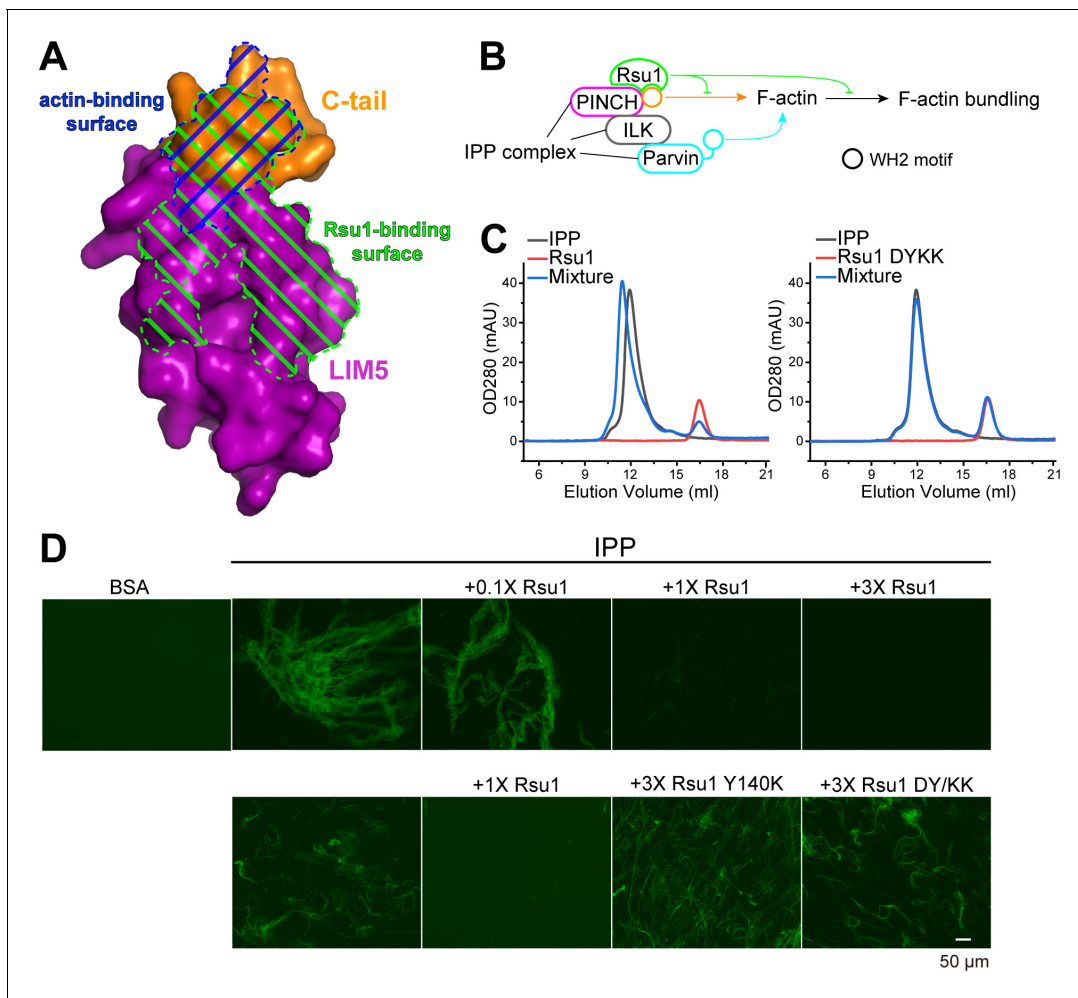 A
actin-binding
surface
C-tail
Rsu1-binding
surface
LIM5
B
Rsu1
PINCH
F-actin
F-actin bundling
ILK
IPP complex
Parvin
WH2 motif
C
IPP
Rsu1
Mixture
OD280 (mAU)
40
30
20
10
0
6 9 12 15 18 21
Elution Volume (ml)
IPP
Rsu1 DYKK
Mixture
OD280 (mAU)
40
30
20
10
0
6 9 12 15 18 21
Elution Volume (ml)
D
IPP
BSA
+0.1X Rsu1
+1X Rsu1
+3X Rsu1
+1X Rsu1
+3X Rsu1 Y140K
+3X Rsu1 DY/KK
50 µm